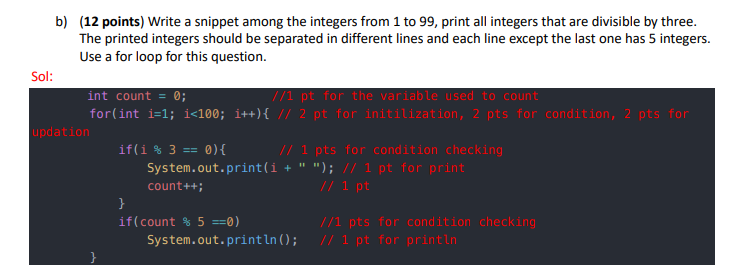 b) (12 points) Write a snippet among the integers from 1 to 99, print all integers that are divisible by three.
The printed integers should be separated in different lines and each line except the last one has 5 integers.
Use a for loop for this question.
Sol:
int count = 0; //1 pt for the variable used to count
for(int i=1; i<100; i++){ // 2 pt for initilization, 2 pts for condition, 2 pts for
updation
if(i % 3 == 0){ // 1 pts for condition checking
System.out.print(i + " "); // 1 pt for print
count++; // 1 pt
}
if(count % 5 ==0) //1 pts for condition checking
System.out.println(); // 1 pt for println
}